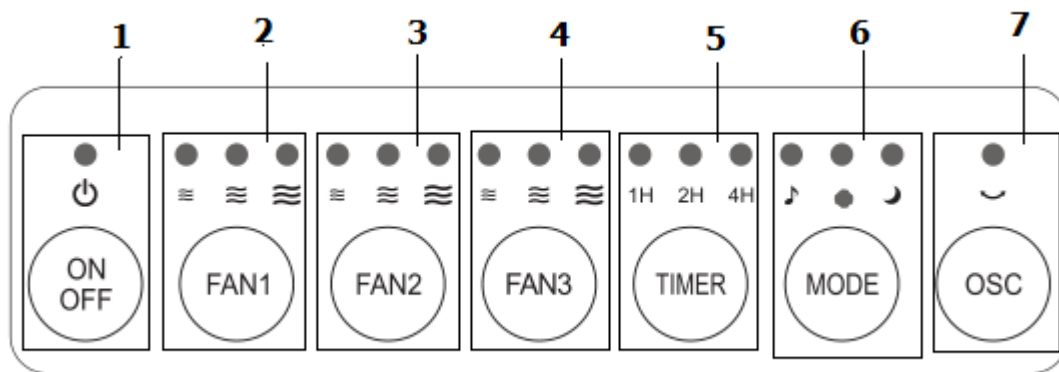 1 2 3 4 5 6 7
1H 2H 4H
ON
OFF
FAN1
FAN2
FAN3
TIMER
MODE
OSC